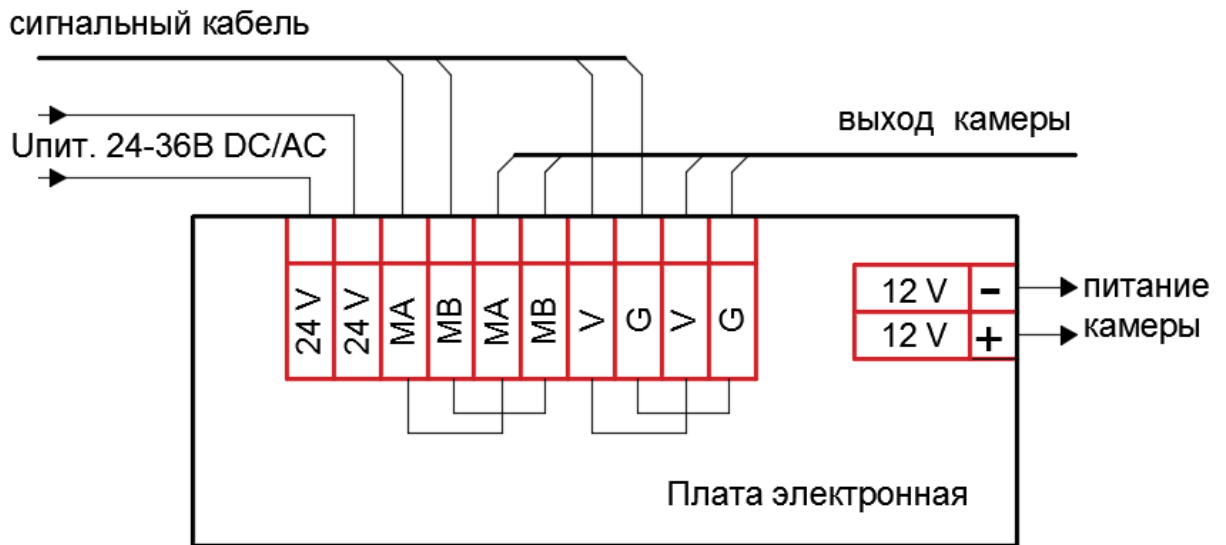 сигнальный кабель
выход камеры
Uпит. 24-36В DC/AC
24 V
24 V
MA
MB
MA
MB
V
G
V
G
12 V -
12 V +
питание
камеры
Плата электронная